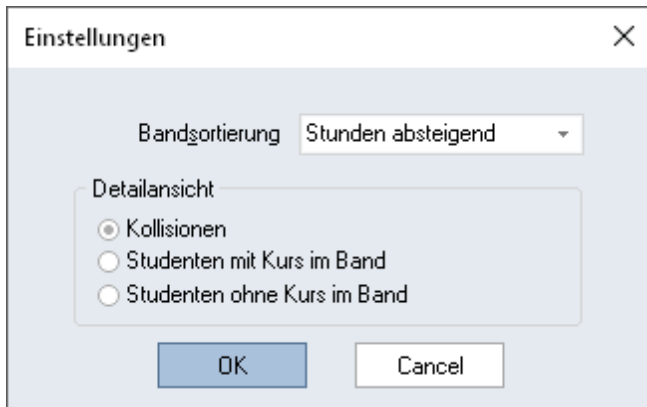 Einstellungen
Bandsortierung Stunden absteigend
Detailansicht
Kollisionen
Studenten mit Kurs im Band
Studenten ohne Kurs im Band
OK Cancel